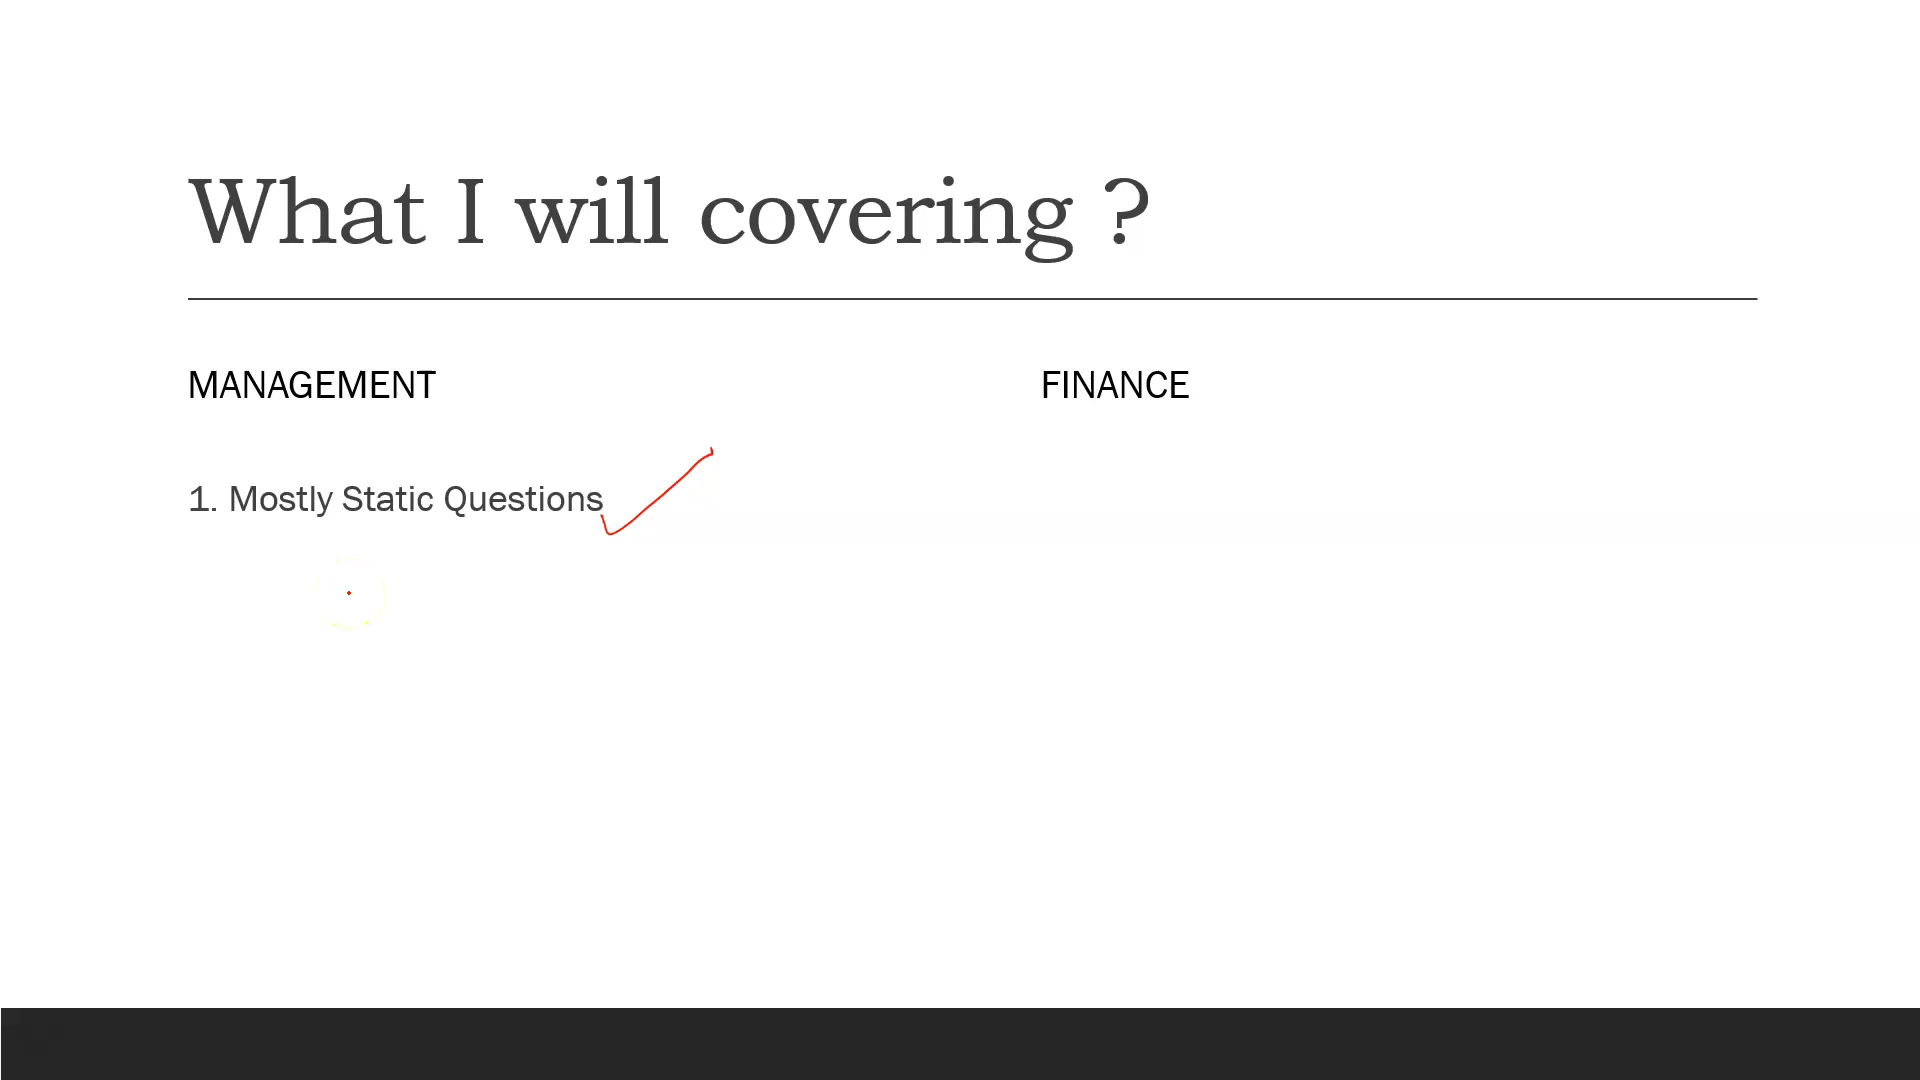 What I will covering ?
MANAGEMENT
FINANCE
1. Mostly Static Questions